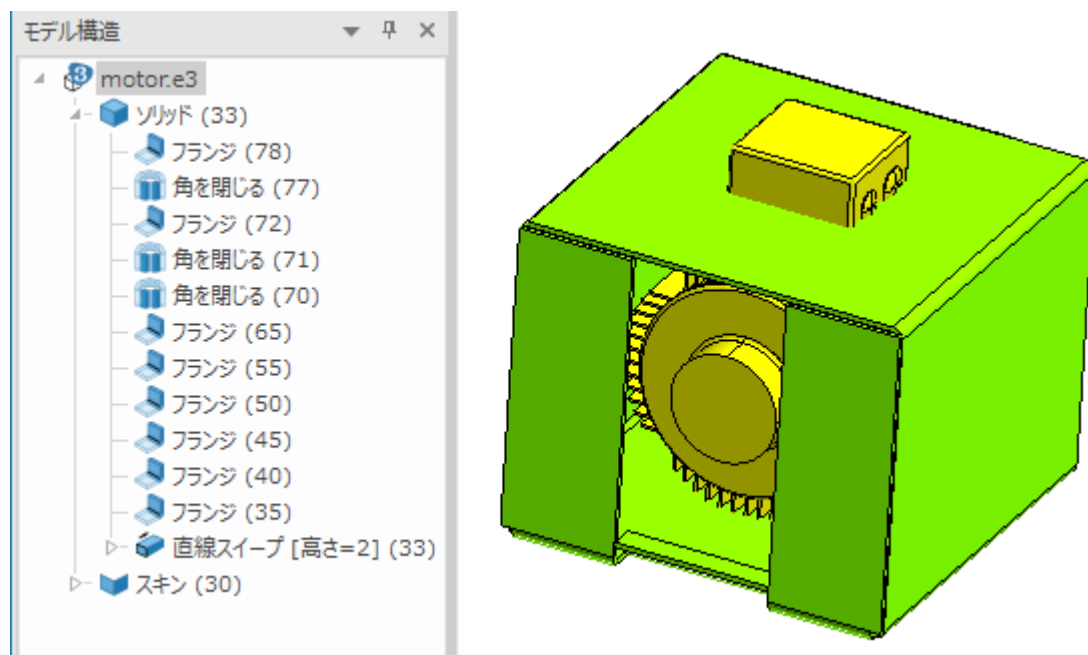 モデル構造
motor.e3
ソリッド (33)
フランジ (78)
角を閉じる (77)
フランジ (72)
角を閉じる (71)
角を閉じる (70)
フランジ (65)
フランジ (55)
フランジ (50)
フランジ (45)
フランジ (40)
フランジ (35)
直線スイープ [高さ=2] (33)
スキン (30)